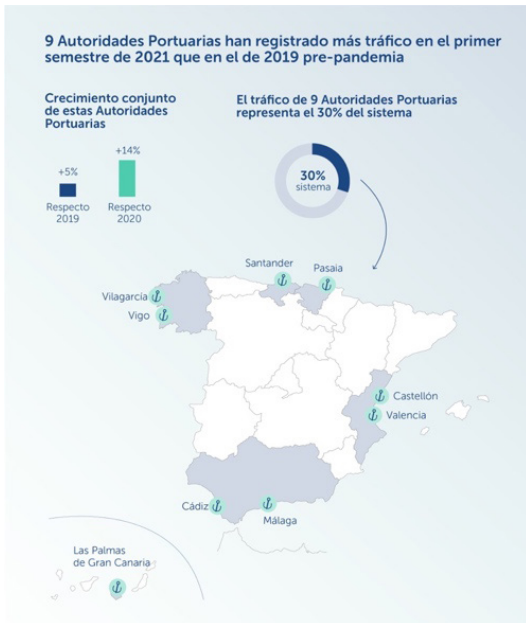 9 Autoridades Portuarias han registrado más tráfico en el primer
semestre de 2021 que en el de 2019 pre-pandemia
Crecimiento conjunto
de estas Autoridades
Portuarias
+5%
Respecto
2019
+14%
Respecto
2020
El tráfico de 9 Autoridades Portuarias
representa el 30% del sistema
30%
sistema
Santander
Pasaia
Vilagarcía
Vigo
Castellón
Valencia
Cádiz
Málaga
Las Palmas
de Gran Canaria